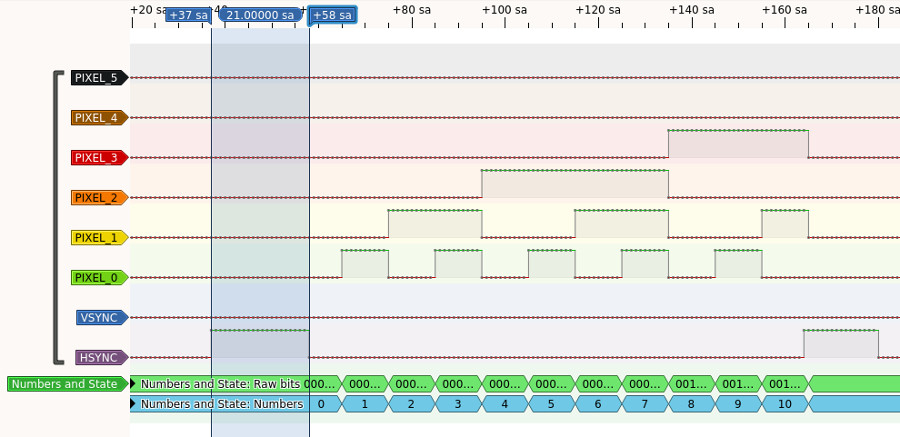 +20 sa +37 sa +40 21.00000 sa +58 sa +80 sa +100 sa +120 sa +140 sa +160 sa +180 sa
PIXEL_5
PIXEL_4
PIXEL_3
PIXEL_2
PIXEL_1
PIXEL_0
VSYNC
HSYNC
Numbers and State Numbers and State: Raw bits 000... 000... 000... 000... 000... 000... 000... 000... 001... 001... 001...
Numbers and State: Numbers 0 1 2 3 4 5 6 7 8 9 10